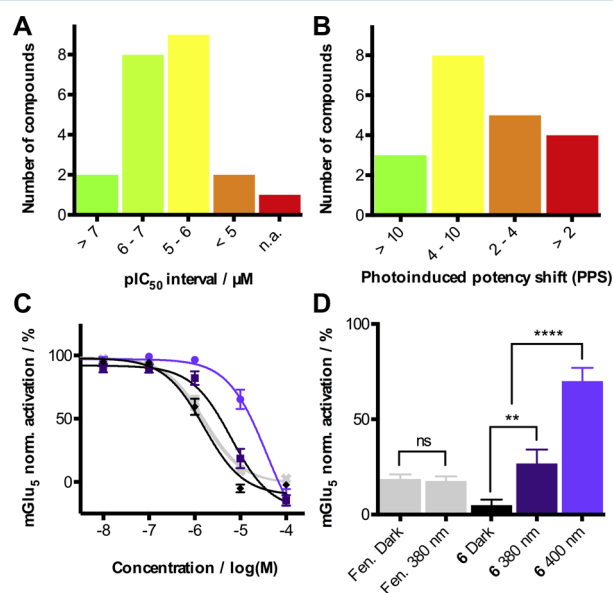 A
Number of compounds
8
6
4
2
0
> 7
6 - 7
5 - 6
< 5
n.a.
pIC50 interval / µM
B
Number of compounds
8
6
4
2
0
> 10
4 - 10
2 - 4
> 2
Photoinduced potency shift (PPS)
C
mGlu5 norm. activation / %
100
50
0
-8
-7
-6
-5
-4
Concentration / log(M)
D
mGlu5 norm. activation / %
100
50
0
ns
**
****
Fen. Dark
Fen. 380 nm
6 Dark
6 380 nm
6 400 nm